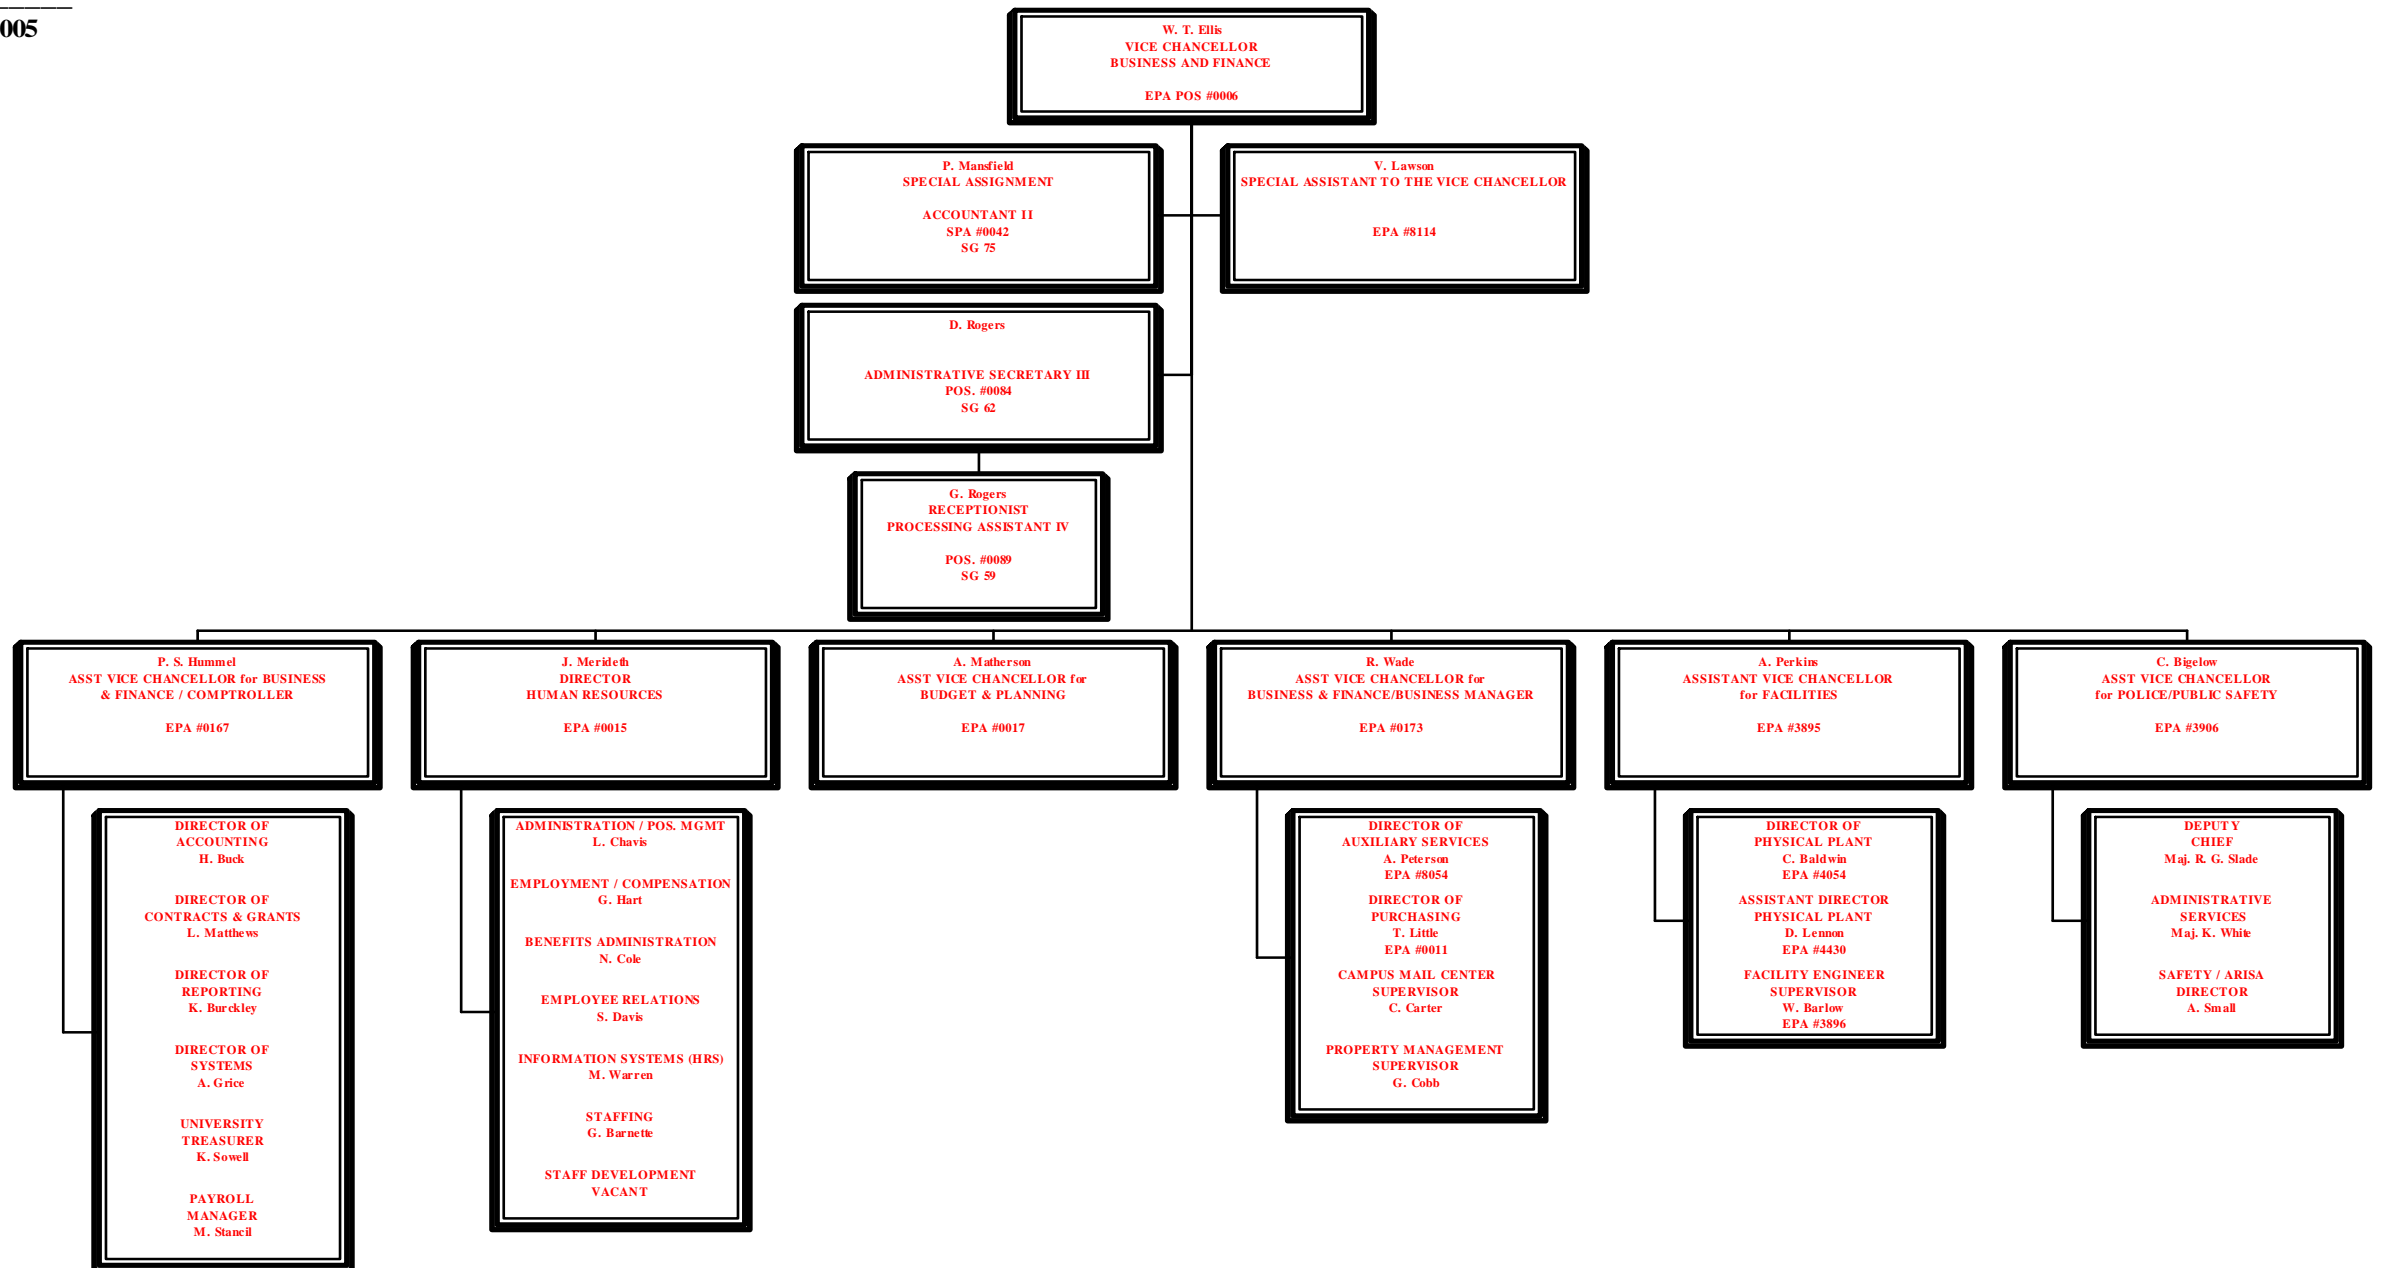 005
W. T. Ellis
VICE CHANCELLOR
BUSINESS AND FINANCE
EPA POS #0006
P. Mansfield
SPECIAL ASSIGNMENT
ACCOUNTANT II
SPA #0042
SG 75
V. Lawson
SPECIAL ASSISTANT TO THE VICE CHANCELLOR
EPA #8114
D. Rogers
ADMINISTRATIVE SECRETARY III
POS. #0084
SG 62
G. Rogers
RECEPTIONIST
PROCESSING ASSISTANT IV
POS. #0089
SG 59
P. S. Hummel
ASST VICE CHANCELLOR for BUSINESS
& FINANCE / COMPTROLLER
EPA #0167
J. Merideth
DIRECTOR
HUMAN RESOURCES
EPA #0015
A. Matherson
ASST VICE CHANCELLOR for
BUDGET & PLANNING
EPA #0017
R. Wade
ASST VICE CHANCELLOR for
BUSINESS & FINANCE/BUSINESS MANAGER
EPA #0173
A. Perkins
ASSISTANT VICE CHANCELLOR
for FACILITIES
EPA #3895
C. Bigelow
ASST VICE CHANCELLOR
for POLICE/PUBLIC SAFETY
EPA #3906
DIRECTOR OF
ACCOUNTING
H. Buck
DIRECTOR OF
CONTRACTS & GRANTS
L. Matthews
DIRECTOR OF
REPORTING
K. Burckley
DIRECTOR OF
SYSTEMS
A. Grice
UNIVERSITY
TREASURER
K. Sowell
PAYROLL
MANAGER
M. Stancil
ADMINISTRATION / POS. MGMT
L. Chavis
EMPLOYMENT / COMPENSATION
G. Hart
BENEFITS ADMINISTRATION
N. Cole
EMPLOYEE RELATIONS
S. Davis
INFORMATION SYSTEMS (HRS)
M. Warren
STAFFING
G. Barnette
STAFF DEVELOPMENT
VACANT
DIRECTOR OF
AUXILIARY SERVICES
A. Peterson
EPA #8054
DIRECTOR OF
PURCHASING
T. Little
EPA #0011
CAMPUS MAIL CENTER
SUPERVISOR
C. Carter
PROPERTY MANAGEMENT
SUPERVISOR
G. Cobb
DIRECTOR OF
PHYSICAL PLANT
C. Baldwin
EPA #4054
ASSISTANT DIRECTOR
PHYSICAL PLANT
D. Lennon
EPA #4430
FACILITY ENGINEER
SUPERVISOR
W. Barlow
EPA #3896
DEPUTY
CHIEF
Maj. R. G. Slade
ADMINISTRATIVE
SERVICES
Maj. K. White
SAFETY / ARISA
DIRECTOR
A. Small